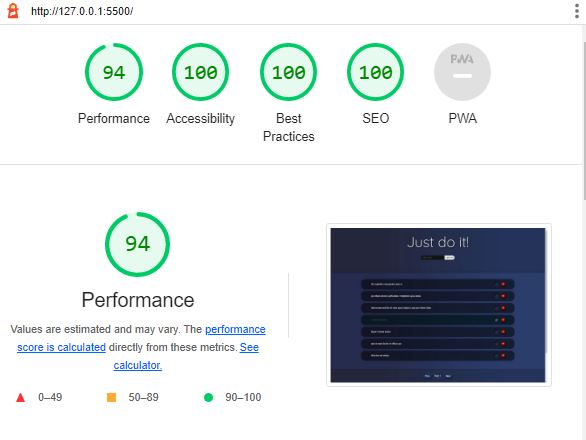 http://127.0.0.1:5500/
94
100
100
100
PWA
Performance
Accessibility
Best
Practices
SEO
PWA
94
Performance
Values are estimated and may vary. The performance
score is calculated directly from these metrics. See
calculator.
0–49
50–89
90–100
Just do it!